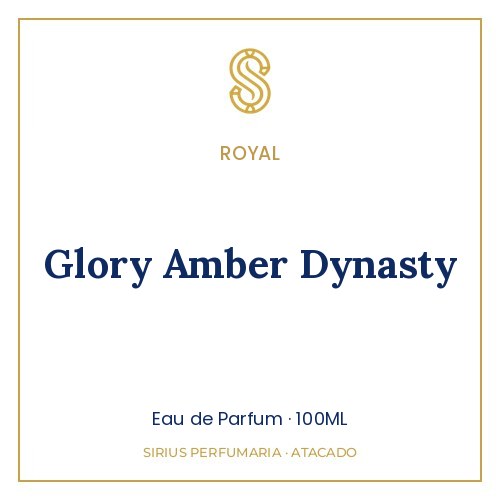 ROYAL
Glory Amber Dynasty
Eau de Parfum · 100ML
SIRIUS PERFUMARIA · ATACADO